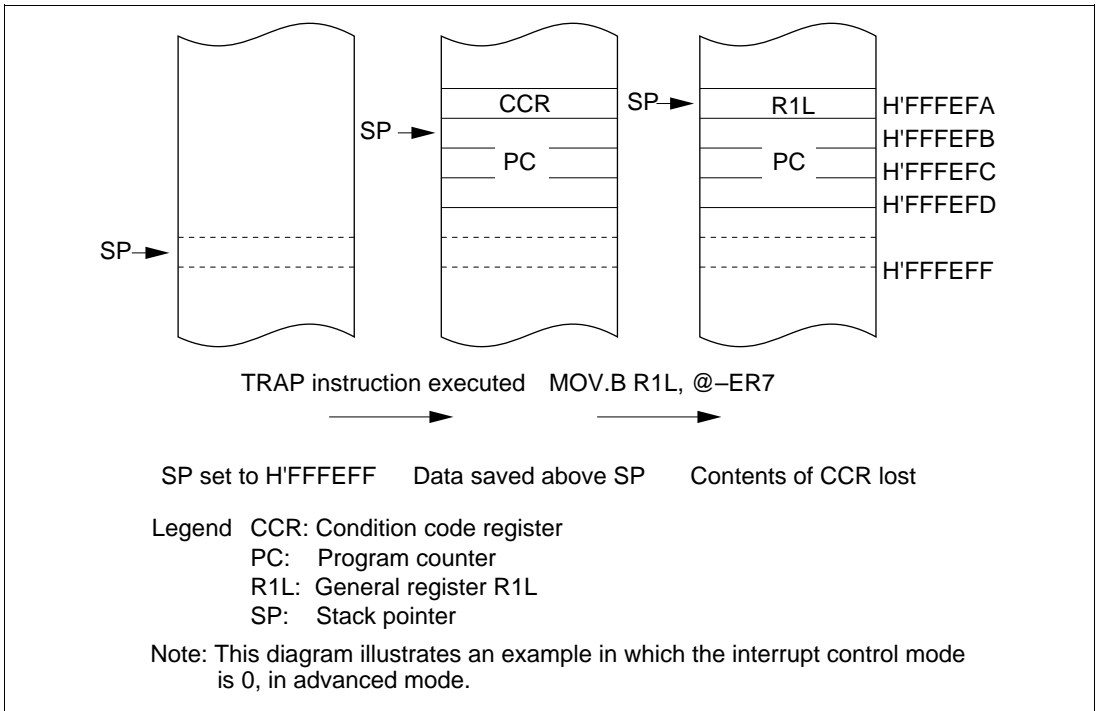 CCR
SP
R1L
H'FFFEFA
SP
H'FFFEFB
PC
PC
H'FFFEFC
H'FFFEFD
SP
H'FFFEFF
TRAP instruction executed
MOV.B R1L, @–ER7
SP set to H'FFFEFF
Data saved above SP
Contents of CCR lost
Legend CCR: Condition code register
PC: Program counter
R1L: General register R1L
SP: Stack pointer
Note: This diagram illustrates an example in which the interrupt control mode
is 0, in advanced mode.